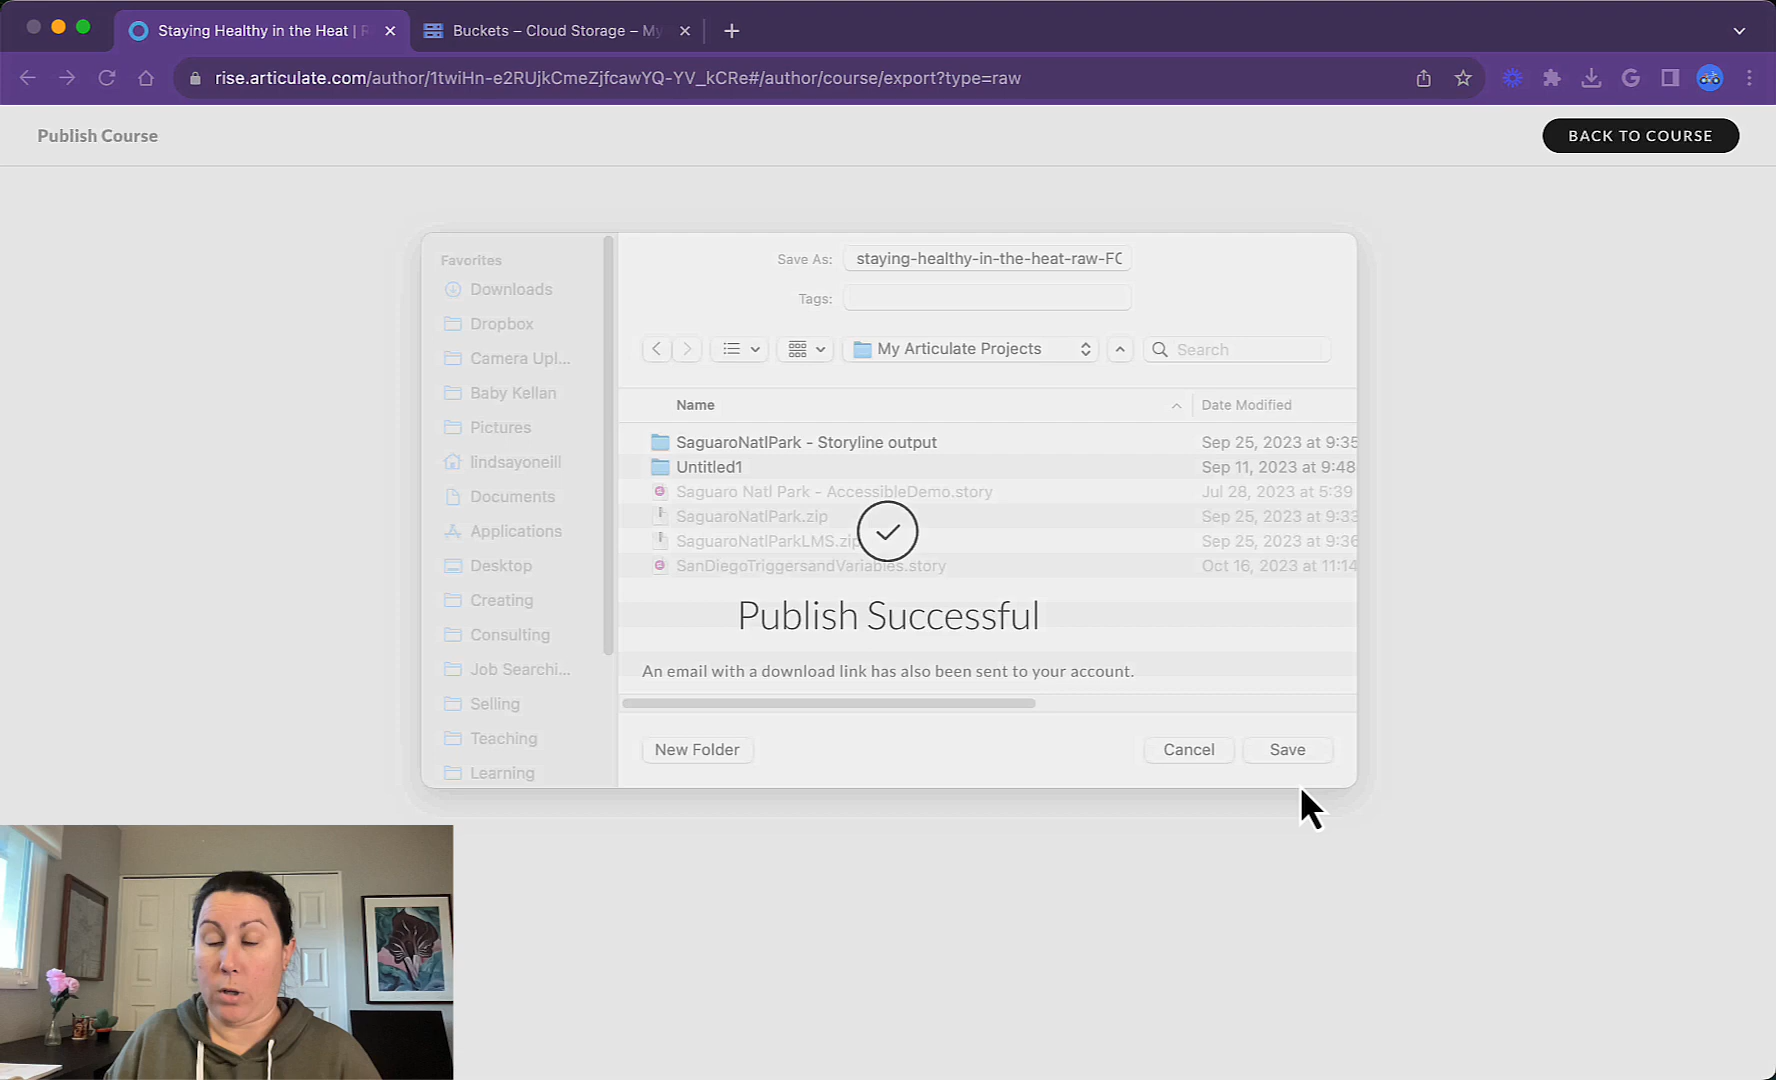 Staying Healthy in the Heat |
Buckets – Cloud Storage – My
rise.articulate.com/author/1twiHn-e2RUjkCmeZjfcawYQ-YV_kCRe#/author/course/export?type=raw
Publish Course
BACK TO COURSE
Favorites
Downloads
Dropbox
Camera Upl...
Baby Kellan
Pictures
lindsayoneill
Documents
Applications
Desktop
Creating
Consulting
Job Searchi...
Selling
Teaching
Learning
Save As:
staying-healthy-in-the-heat-raw-FC
Tags:
My Articulate Projects
Search
Name
Date Modified
SaguaroNatlPark - Storyline output
Sep 25, 2023 at 9:35
Untitled1
Sep 11, 2023 at 9:48
Saguaro Natl Park - AccessibleDemo.story
Jul 28, 2023 at 5:39
SaguaroNatlPark.zip
Sep 25, 2023 at 9:33
SaguaroNatlParkLMS.zip
Sep 25, 2023 at 9:36
SanDiegoTriggersandVariables.story
Oct 16, 2023 at 11:14
Publish Successful
An email with a download link has also been sent to your account.
New Folder
Cancel
Save